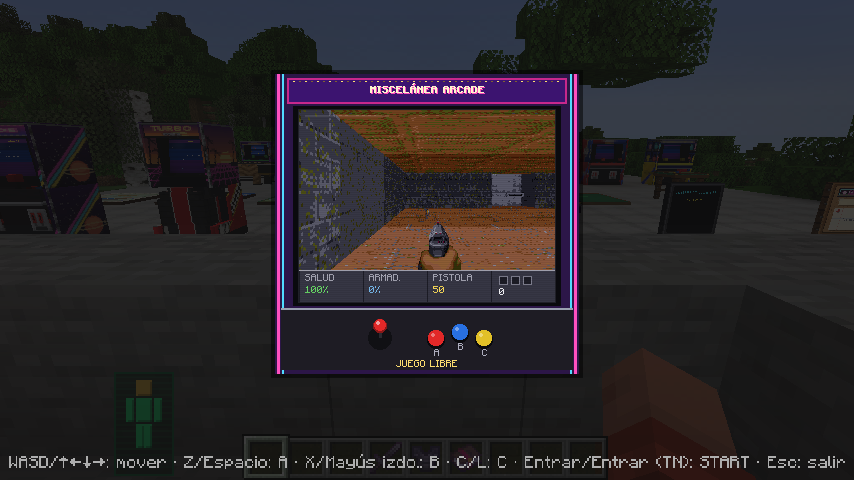 TURBO
MISCELÁNEA ARCADE
SALUD ARMAD. PISTOLA
100% 0% 50 0
A B C
JUEGO LIBRE
WASD/↑←↓→: mover · Z/Espacio: A · X/Mayús izdo.: B · C/L: C · Entrar/Entrar (TN): START · Esc: salir